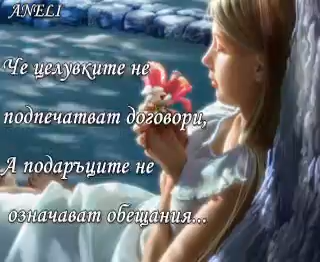 ANELI
Че целувките не
подпечатват договори,
А подаръците не
означават обещания...